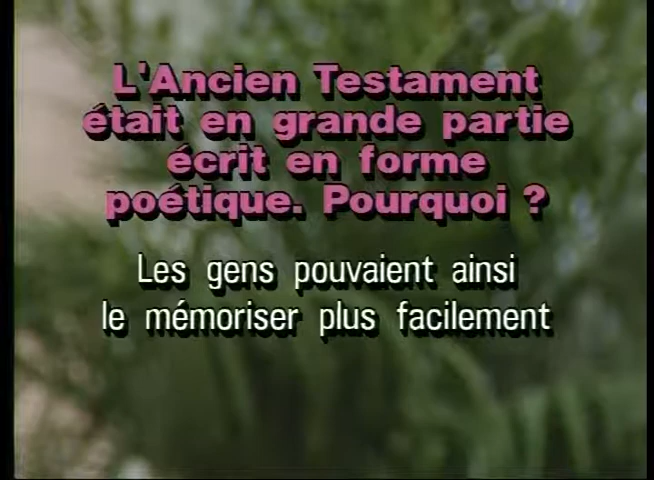 L'Ancien Testament
était en grande partie
écrit en forme
poétique. Pourquoi ?
Les gens pouvaient ainsi
le mémoriser plus facilement